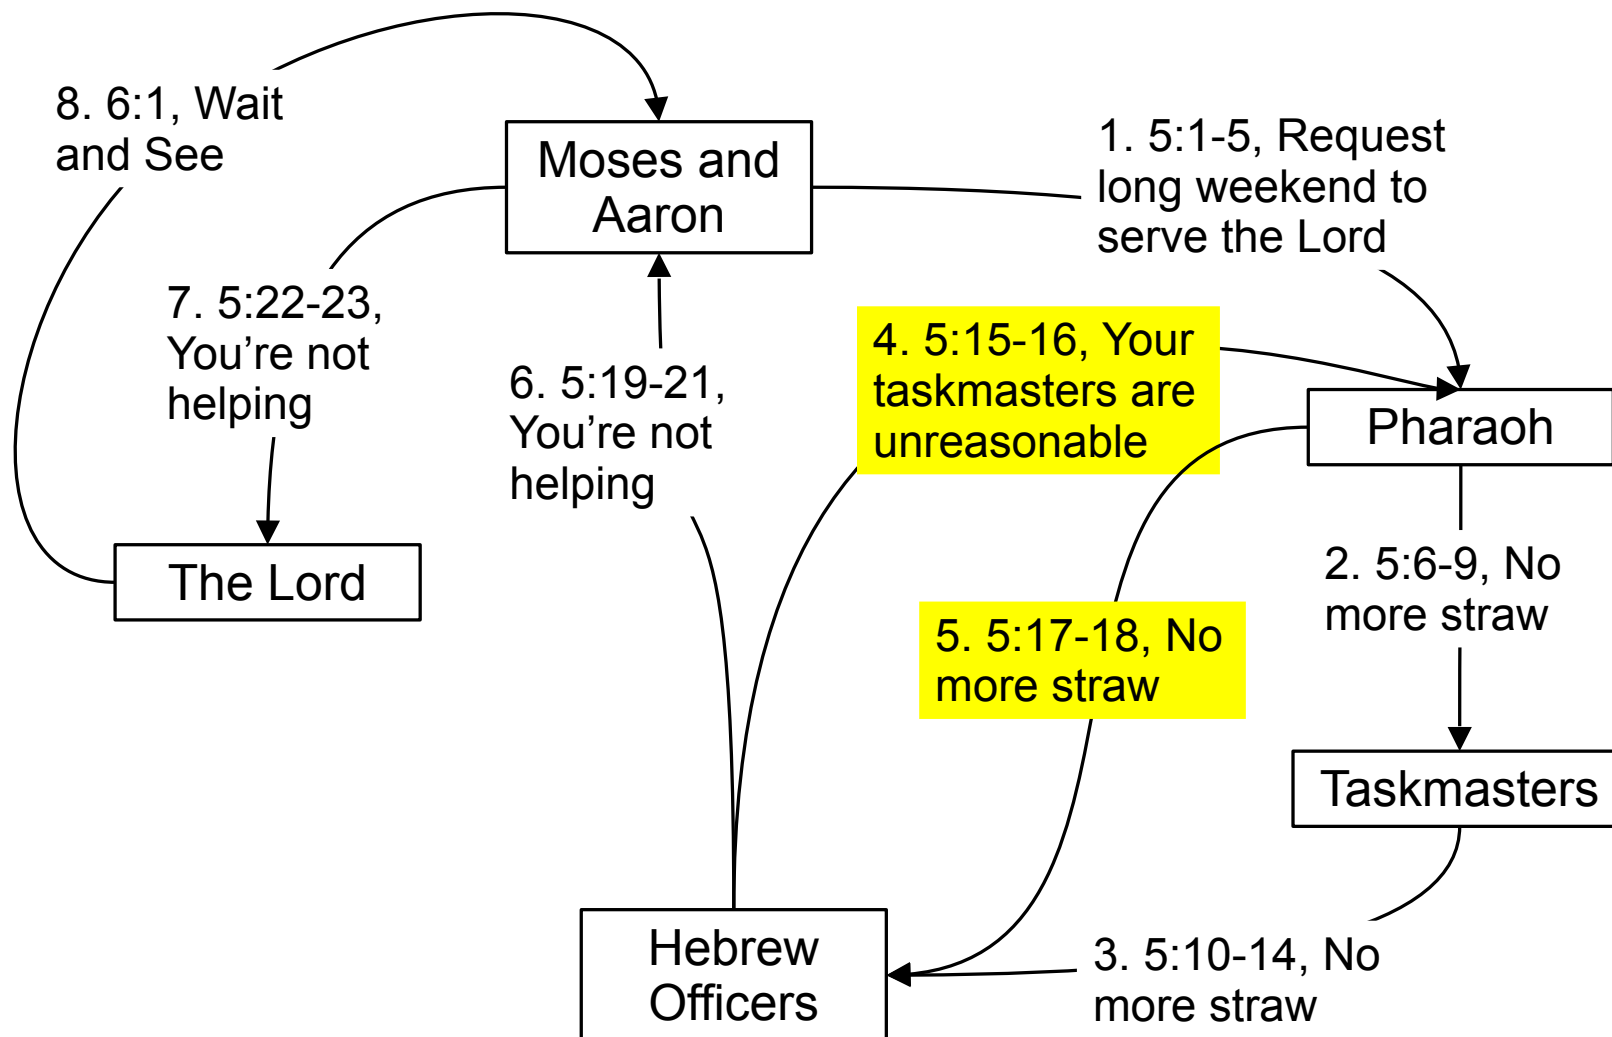 8. 6:1, Wait
and See
Moses and
Aaron
1. 5:1-5, Request
long weekend to
serve the Lord
7. 5:22-23,
You’re not
helping
6. 5:19-21,
You’re not
helping
4. 5:15-16, Your
taskmasters are
unreasonable
Pharaoh
The Lord
2. 5:6-9, No
more straw
5. 5:17-18, No
more straw
Taskmasters
Hebrew
Officers
3. 5:10-14, No
more straw